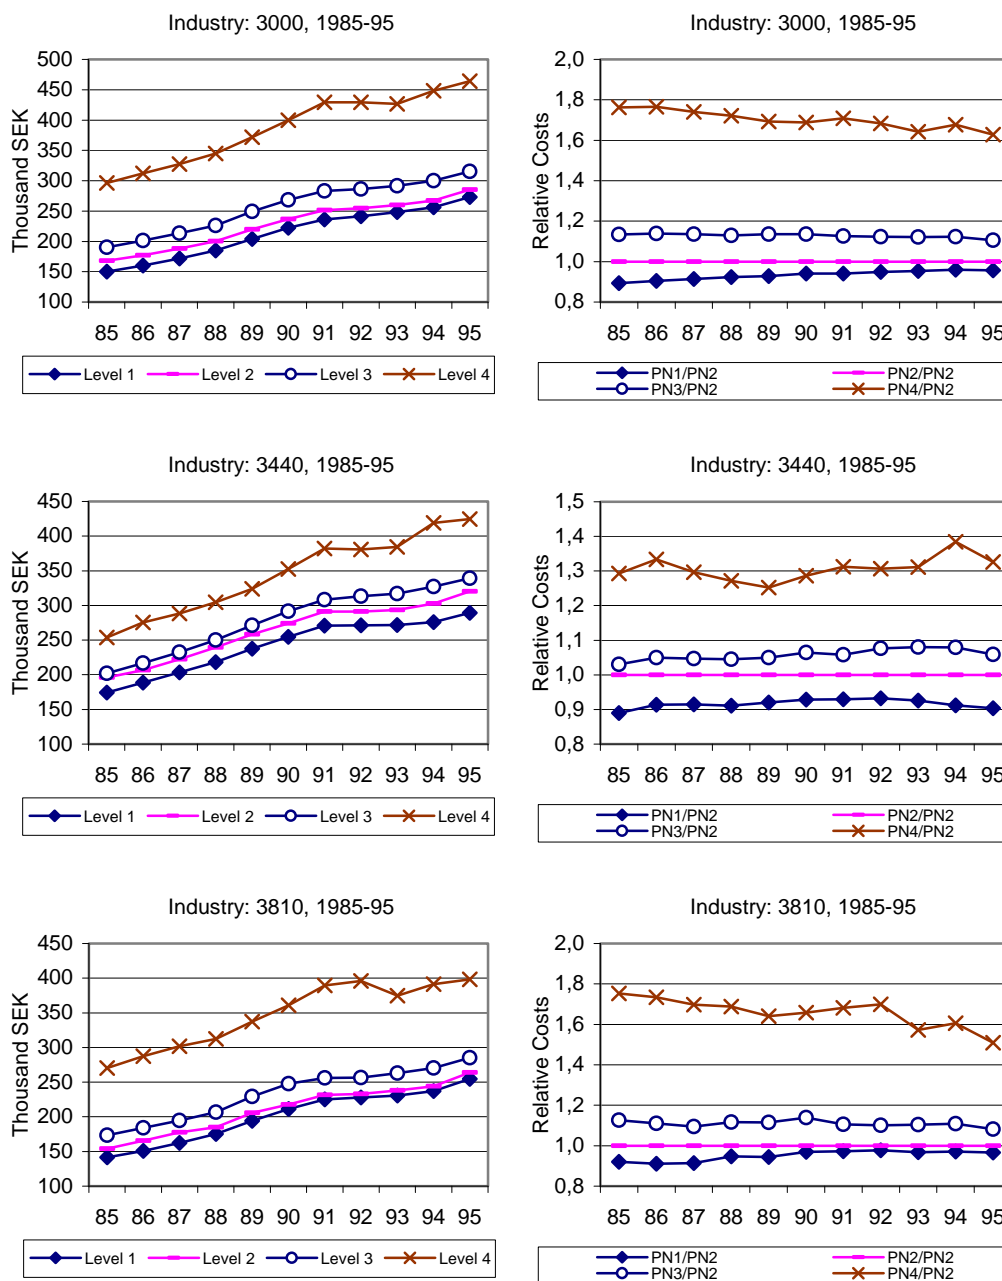 Industry: 3000, 1985-95
Thousand SEK
500
450
400
350
300
250
200
150
100
85 86 87 88 89 90 91 92 93 94 95
Level 1 Level 2 Level 3 Level 4
Industry: 3000, 1985-95
Relative Costs
2,0
1,8
1,6
1,4
1,2
1,0
0,8
85 86 87 88 89 90 91 92 93 94 95
PN1/PN2 PN2/PN2
PN3/PN2 PN4/PN2
Industry: 3440, 1985-95
Thousand SEK
450
400
350
300
250
200
150
100
85 86 87 88 89 90 91 92 93 94 95
Level 1 Level 2 Level 3 Level 4
Industry: 3440, 1985-95
Relative Costs
1,5
1,4
1,3
1,2
1,1
1,0
0,9
0,8
85 86 87 88 89 90 91 92 93 94 95
PN1/PN2 PN2/PN2
PN3/PN2 PN4/PN2
Industry: 3810, 1985-95
Thousand SEK
450
400
350
300
250
200
150
100
85 86 87 88 89 90 91 92 93 94 95
Level 1 Level 2 Level 3 Level 4
Industry: 3810, 1985-95
Relative Costs
2,0
1,8
1,6
1,4
1,2
1,0
0,8
85 86 87 88 89 90 91 92 93 94 95
PN1/PN2 PN2/PN2
PN3/PN2 PN4/PN2